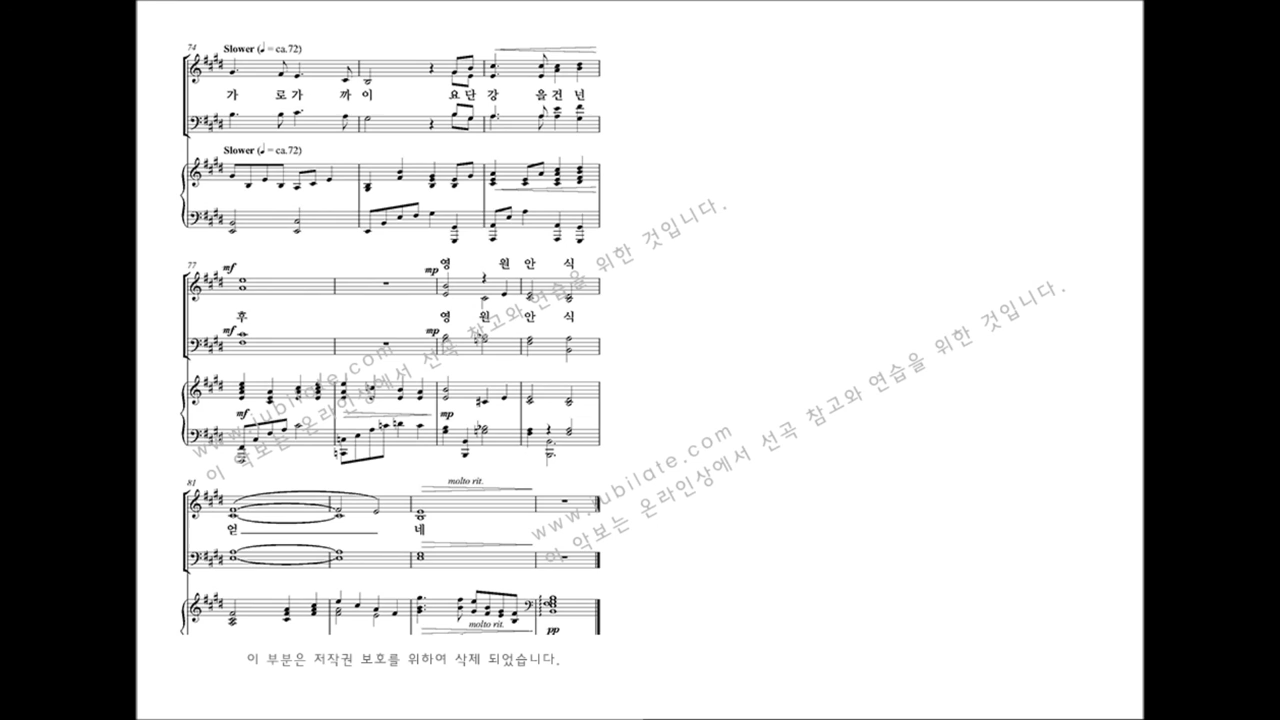 74
Slower (♩ = ca.72)
가 로가 까 이 요단 강 을건 넌
Slower (♩ = ca.72)
77
mf
mp
영 원 안 식
후 영 원 안 식
mf
mp
mf
mp
81
molto rit.
얻 네
molto rit.
pp
www.jubilate.com
이 악보는 온라인상에서 선곡 참고와 연습을 위한 것입니다.
www.jubilate.com
이 악보는 온라인상에서 선곡 참고와 연습을 위한 것입니다.
이 부분은 저작권 보호를 위하여 삭제 되었습니다.